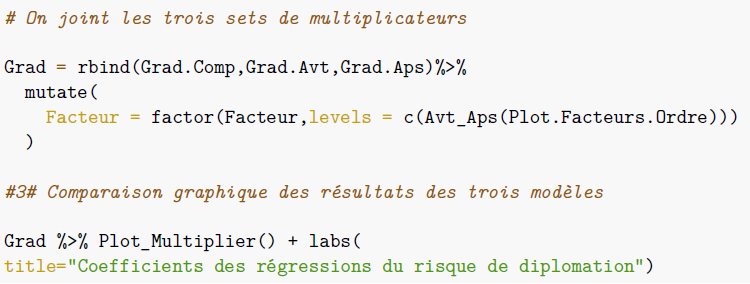 # On joint les trois sets de multiplicateurs
Grad = rbind(Grad.Comp,Grad.Avt,Grad.Aps)%>%
mutate(
Facteur = factor(Facteur,levels = c(Avt_Aps(Plot.Facteurs.Ordre)))
)
#3# Comparaison graphique des résultats des trois modèles
Grad %>% Plot_Multiplier() + labs(
title="Coefficients des régressions du risque de diplomation")